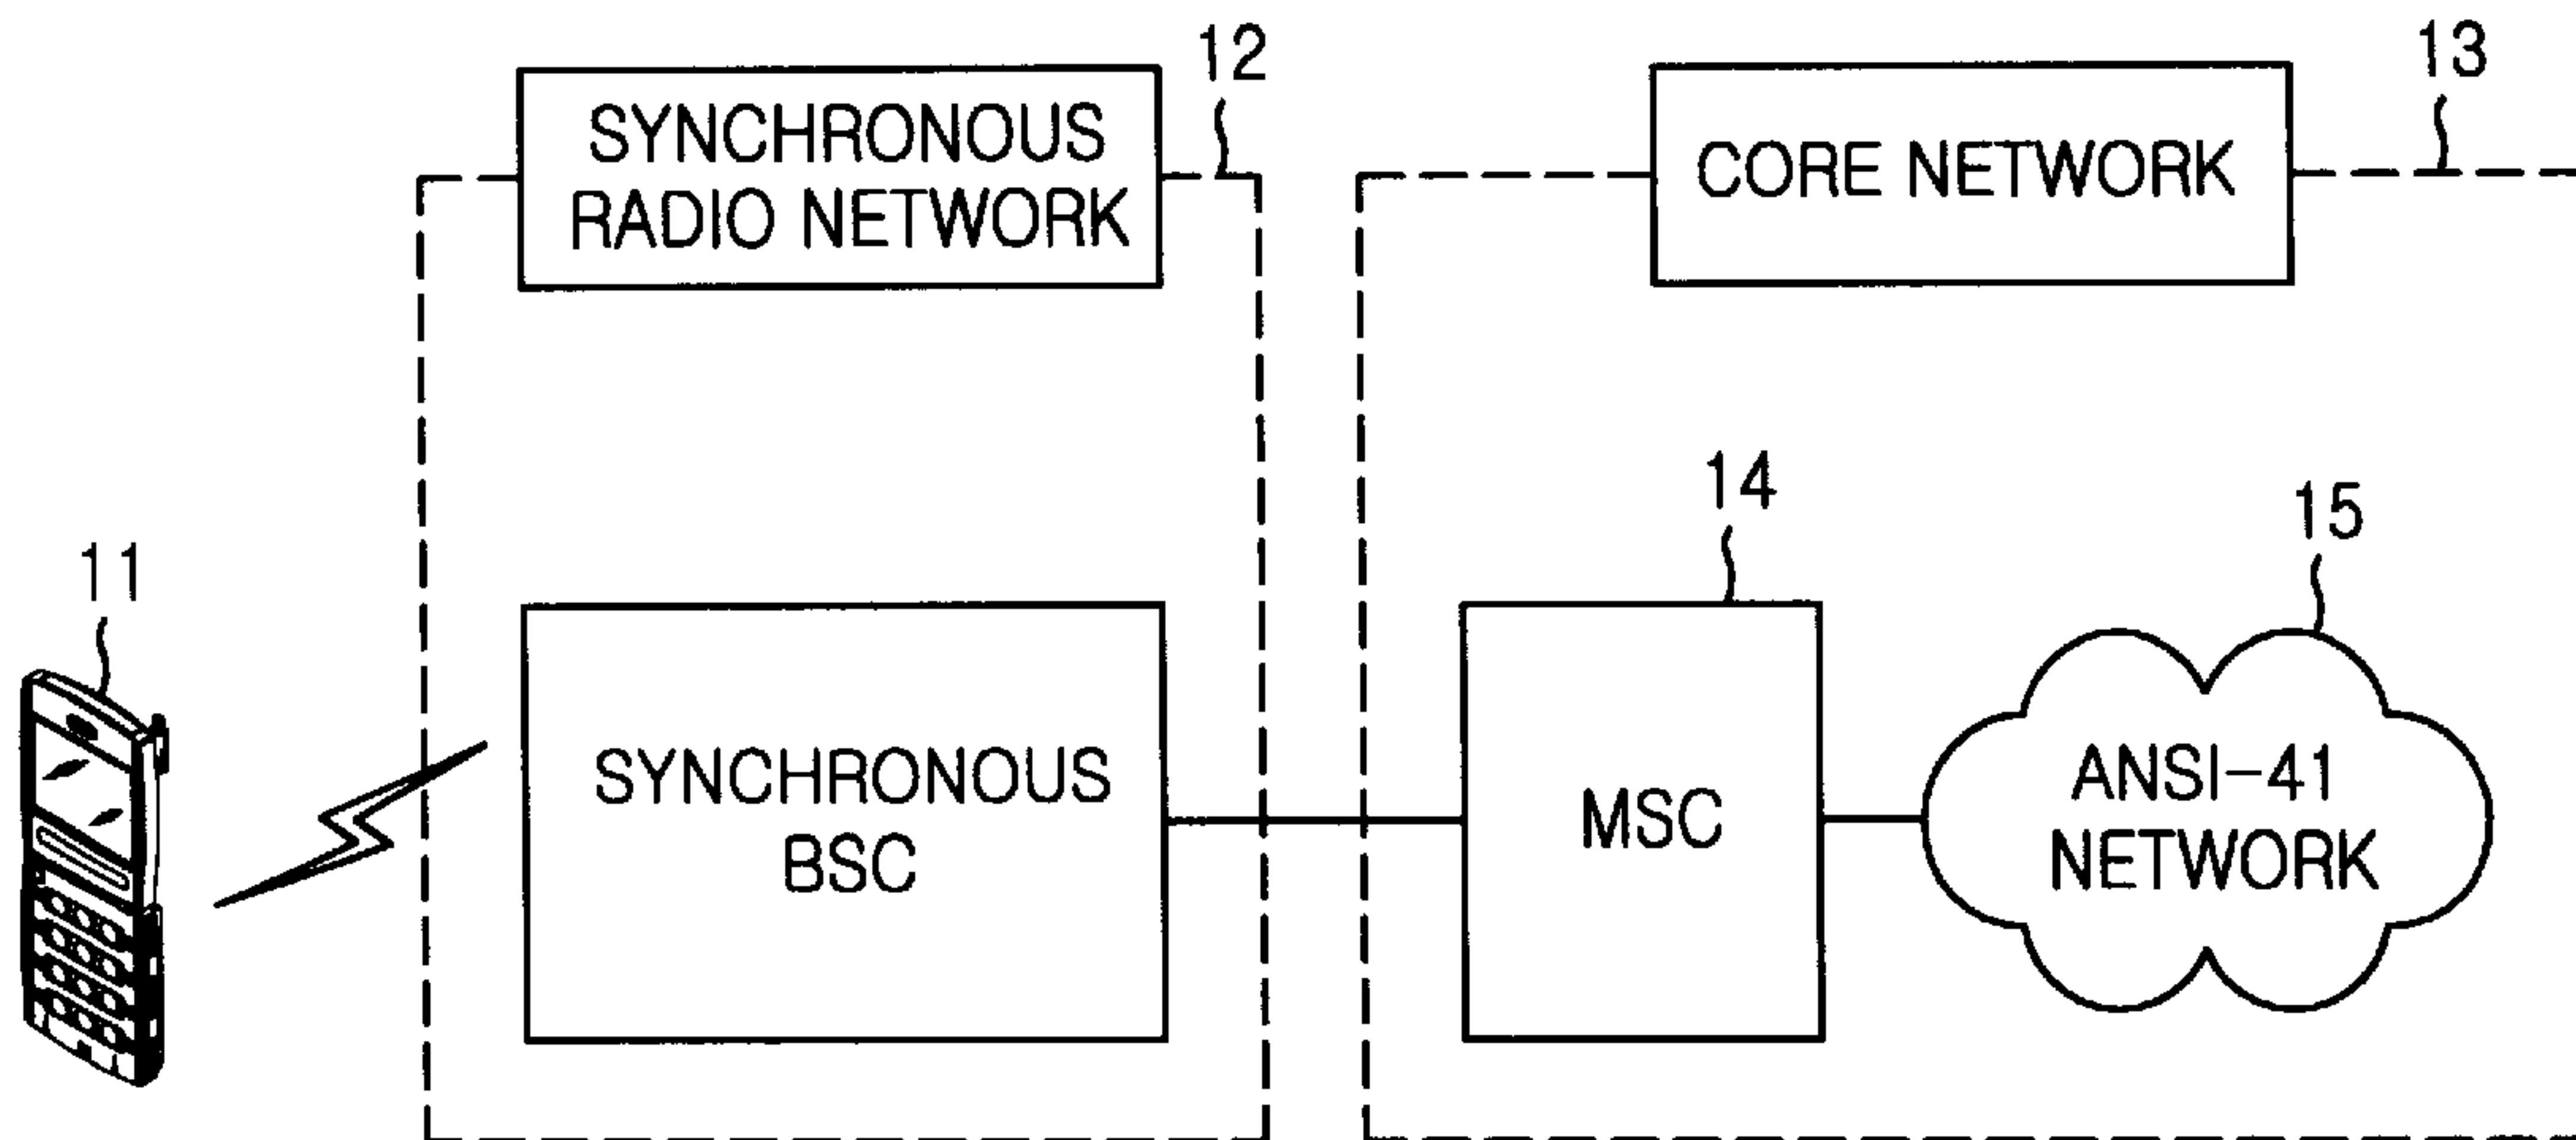 12
13
SYNCHRONOUS
RADIO NETWORK
CORE NETWORK
14
15
11
SYNCHRONOUS
BSC
MSC
ANSI-41
NETWORK